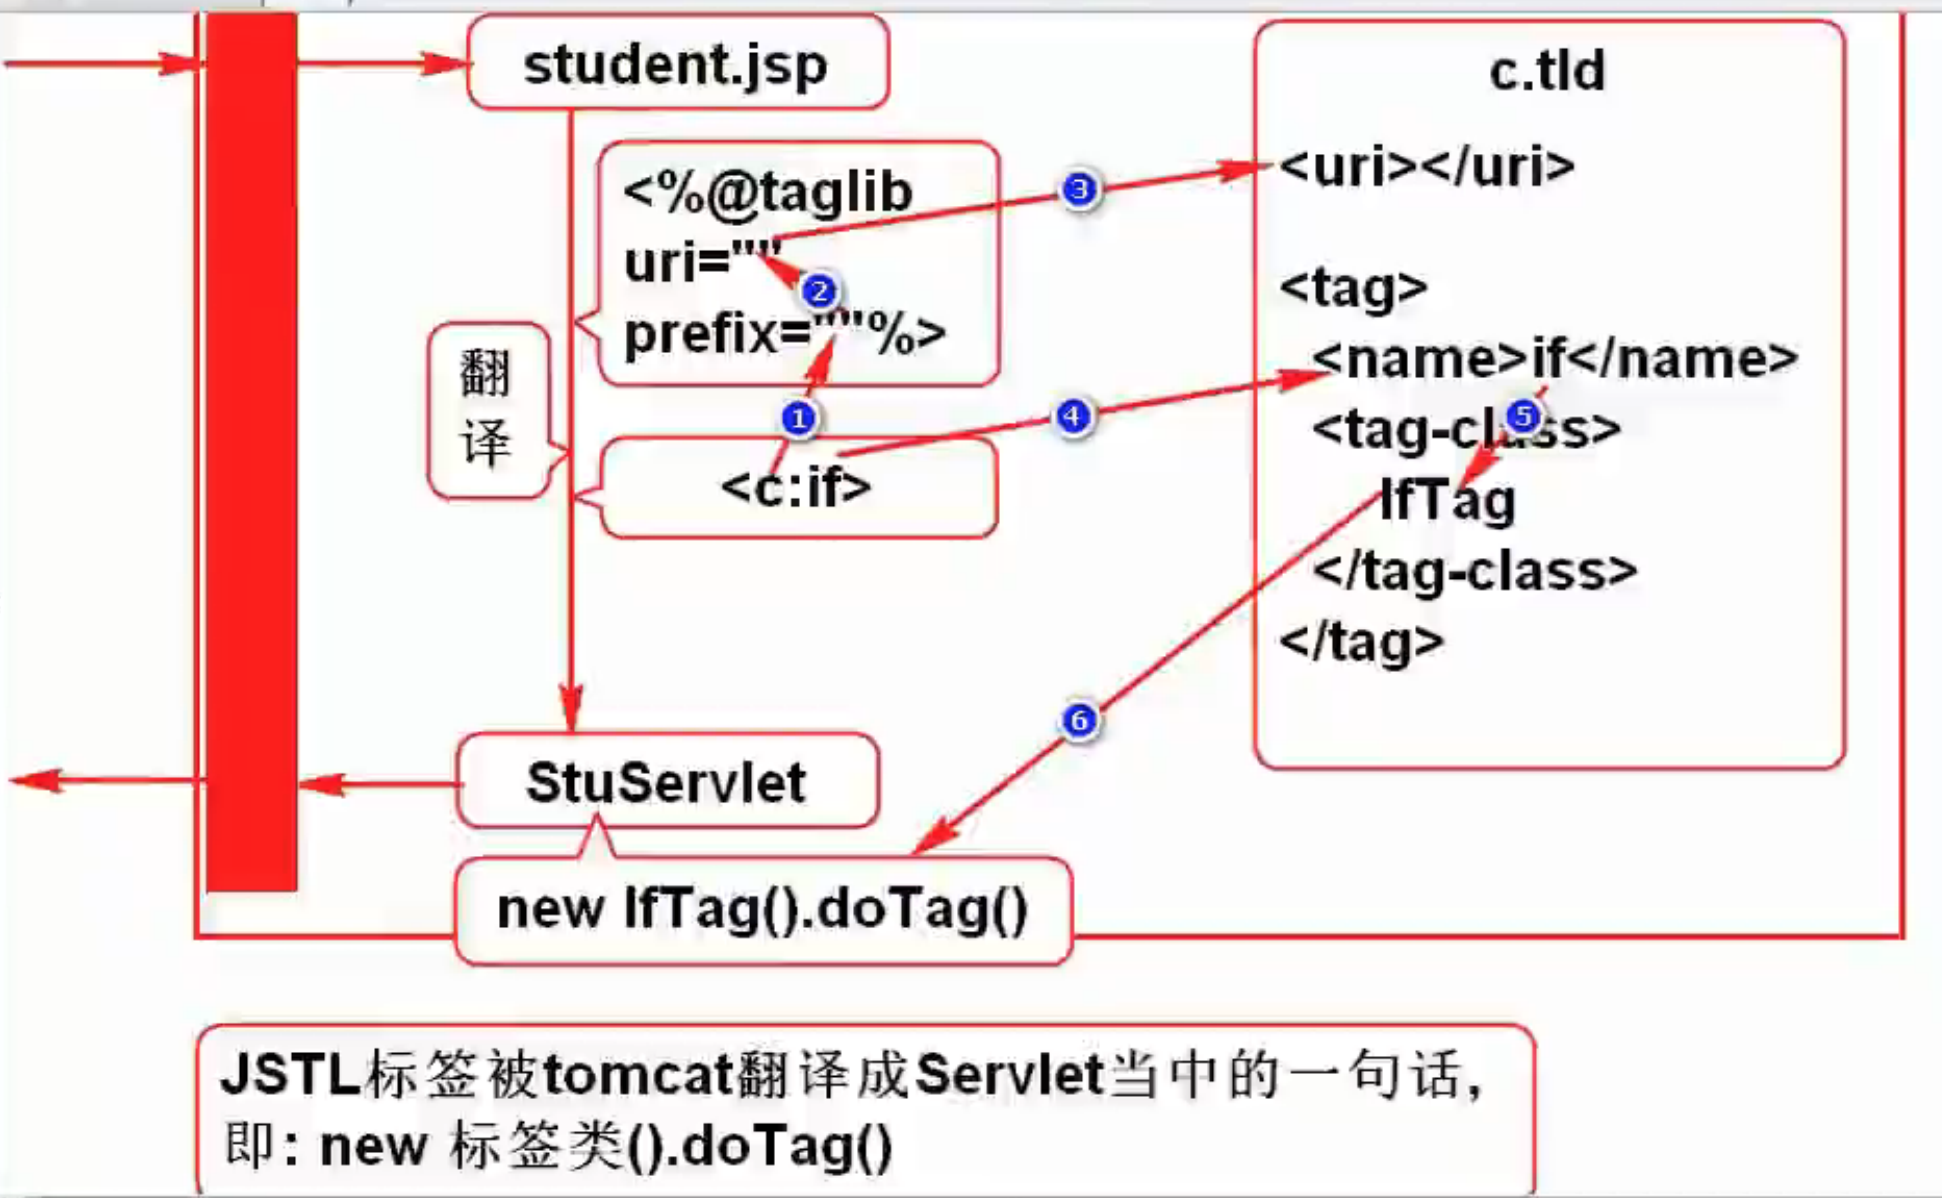 student.jsp
<%@taglib
uri=""
prefix=""%>
翻
译
<c:if>
StuServlet
new IfTag().doTag()
c.tld
<uri></uri>
<tag>
<name>if</name>
<tag-class>
IfTag
</tag-class>
</tag>
1
2
3
4
5
6
JSTL标签被tomcat翻译成Servlet当中的一句话，
即: new 标签类().doTag()